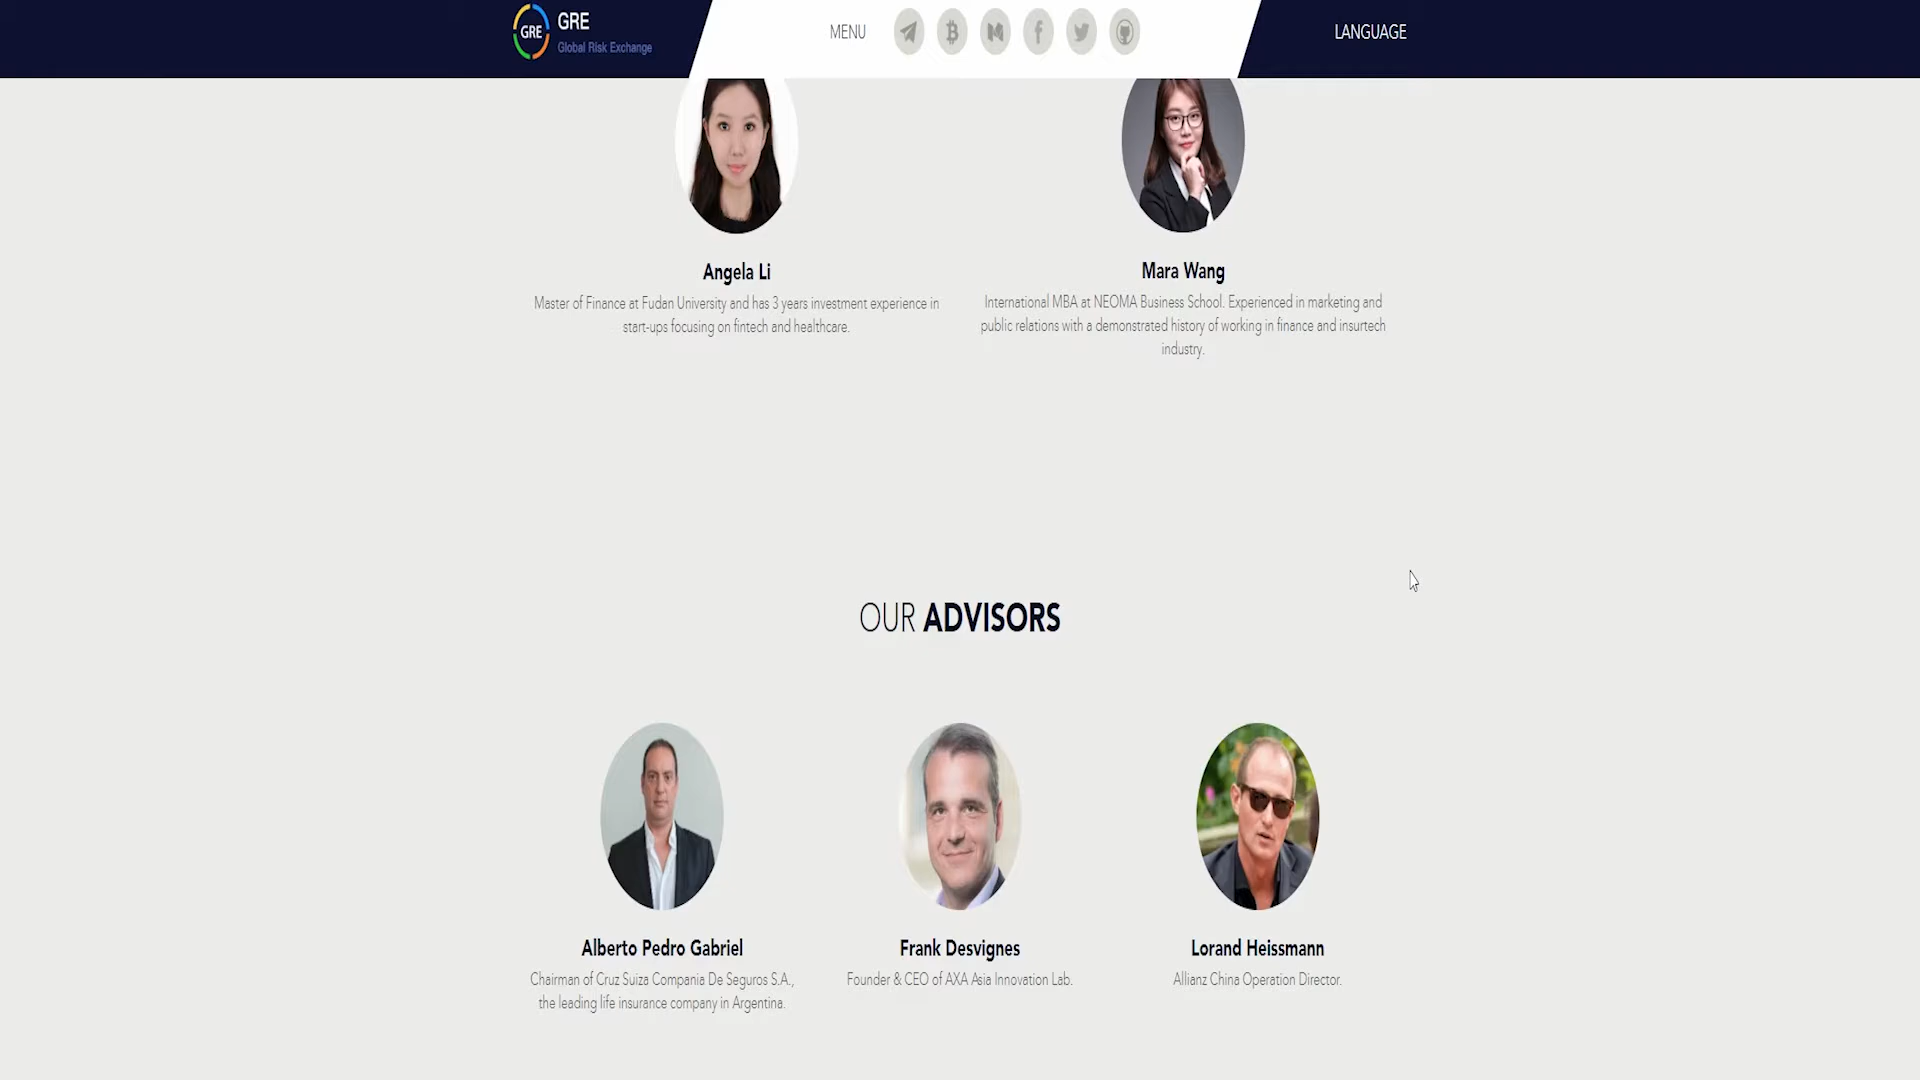 GRE
GRE
Global Risk Exchange
MENU
LANGUAGE
Angela Li
Master of Finance at Fudan University and has 3 years investment experience in
start-ups focusing on fintech and healthcare.
Mara Wang
International MBA at NEOMA Business School. Experienced in marketing and
public relations with a demonstrated history of working in finance and insurtech
industry.
OUR ADVISORS
Alberto Pedro Gabriel
Chairman of Cruz Suiza Compania De Seguros S.A.,
the leading life insurance company in Argentina.
Frank Desvignes
Founder & CEO of AXA Asia Innovation Lab.
Lorand Heissmann
Allianz China Operation Director.